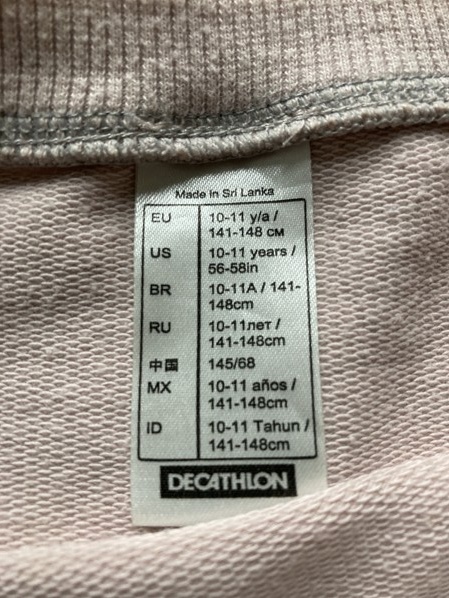 Made in Sri Lanka
EU 10-11 y/a /
141-148 см
US 10-11 years /
56-58in
BR 10-11A / 141-
148cm
RU 10-11лет /
141-148cm
中国 145/68
MX 10-11 años /
141-148cm
ID 10-11 Tahun /
141-148cm
DECATHLON